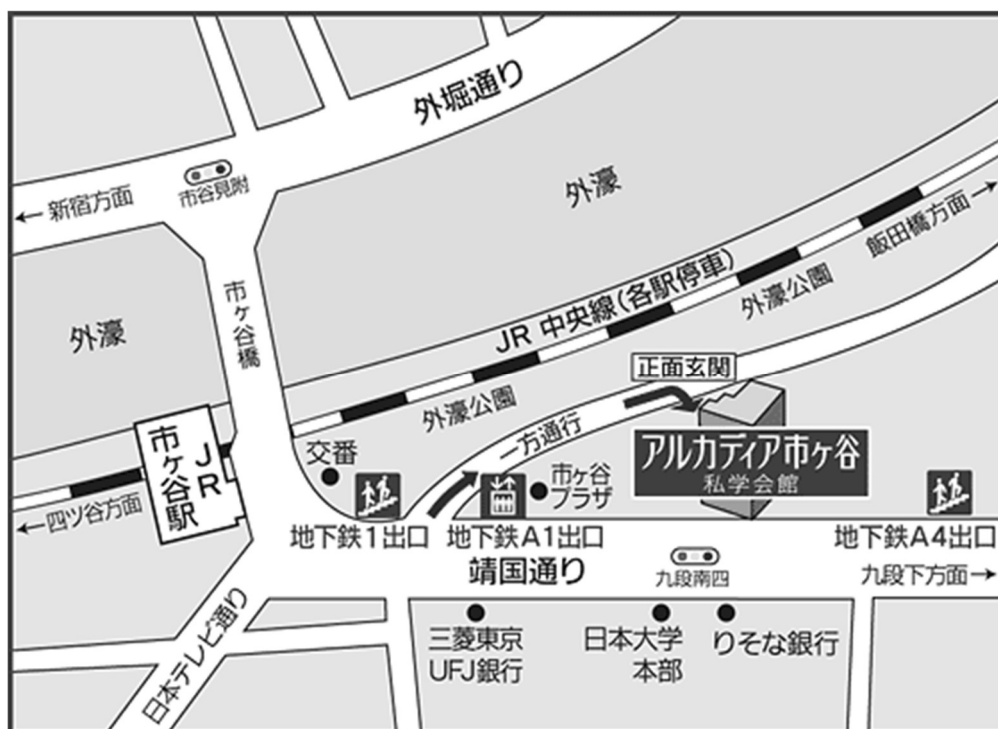 外堀通り
市谷見附
← 新宿方面
外濠
飯田橋方面 →
市ヶ谷橋
外濠
JR 中央線(各駅停車)
外濠公園
正面玄関
外濠公園
一方通行
アルカディア市ヶ谷
私学会館
JR
市ヶ谷駅
交番
市ヶ谷
プラザ
← 四ツ谷方面
地下鉄1出口
地下鉄A1出口
地下鉄A4出口
靖国通り
九段南四
九段下方面 →
日本テレビ通り
三菱東京
UFJ銀行
日本大学
本部
りそな銀行